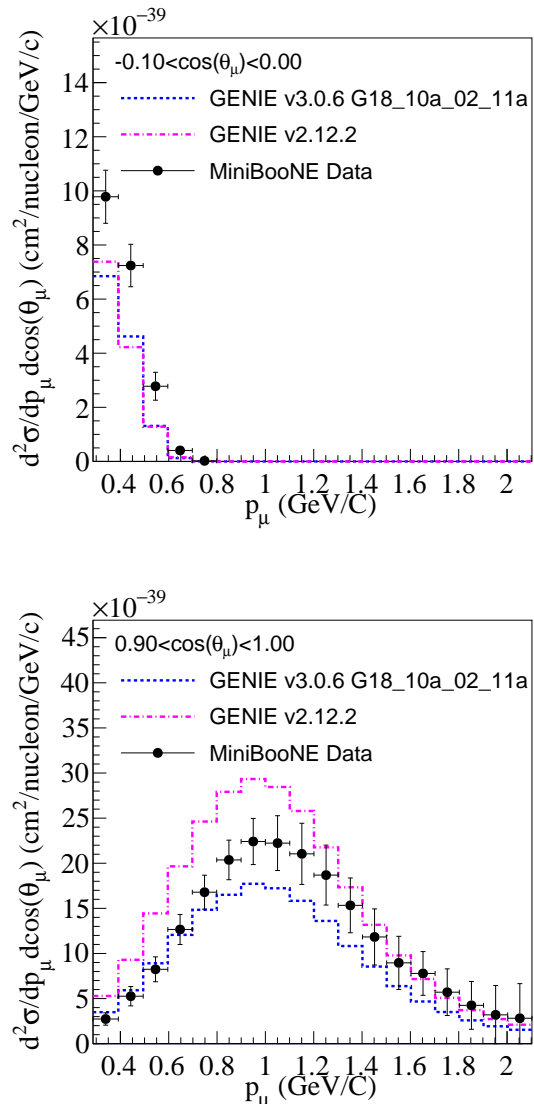 ×10⁻³⁹
-0.10<cos(θμ)<0.00
GENIE v3.0.6 G18_10a_02_11a
GENIE v2.12.2
MiniBooNE Data
d²σ/dpμ dcos(θμ) (cm²/nucleon/GeV/c)
14
12
10
8
6
4
2
0
0.4 0.6 0.8 1 1.2 1.4 1.6 1.8 2
pμ (GeV/C)
×10⁻³⁹
0.90<cos(θμ)<1.00
GENIE v3.0.6 G18_10a_02_11a
GENIE v2.12.2
MiniBooNE Data
d²σ/dpμ dcos(θμ) (cm²/nucleon/GeV/c)
45
40
35
30
25
20
15
10
5
0
0.4 0.6 0.8 1 1.2 1.4 1.6 1.8 2
pμ (GeV/C)